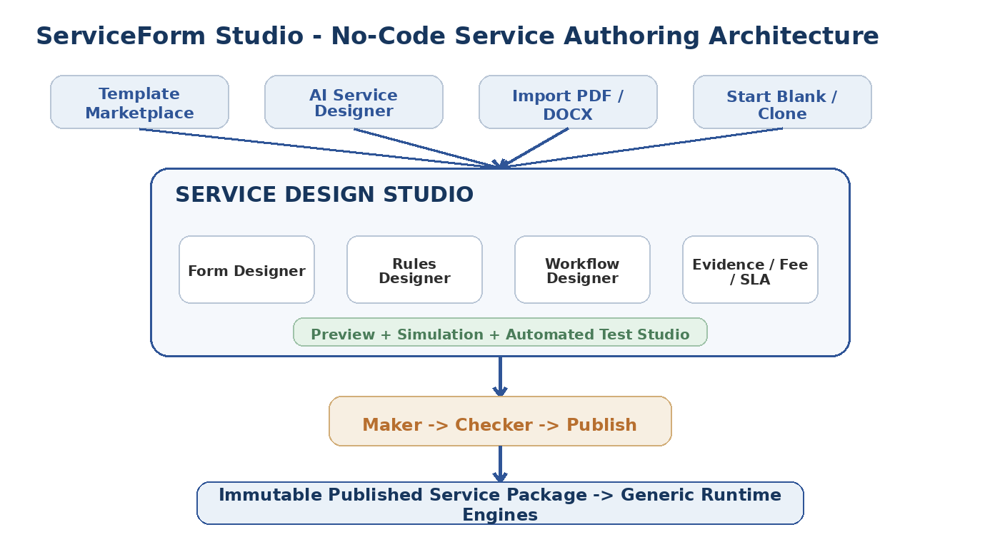 ServiceForm Studio - No-Code Service Authoring Architecture
Template
Marketplace
AI Service
Designer
Import PDF /
DOCX
Start Blank /
Clone
SERVICE DESIGN STUDIO
Form Designer
Rules
Designer
Workflow
Designer
Evidence / Fee
/ SLA
Preview + Simulation + Automated Test Studio
Maker -> Checker -> Publish
Immutable Published Service Package -> Generic Runtime
Engines